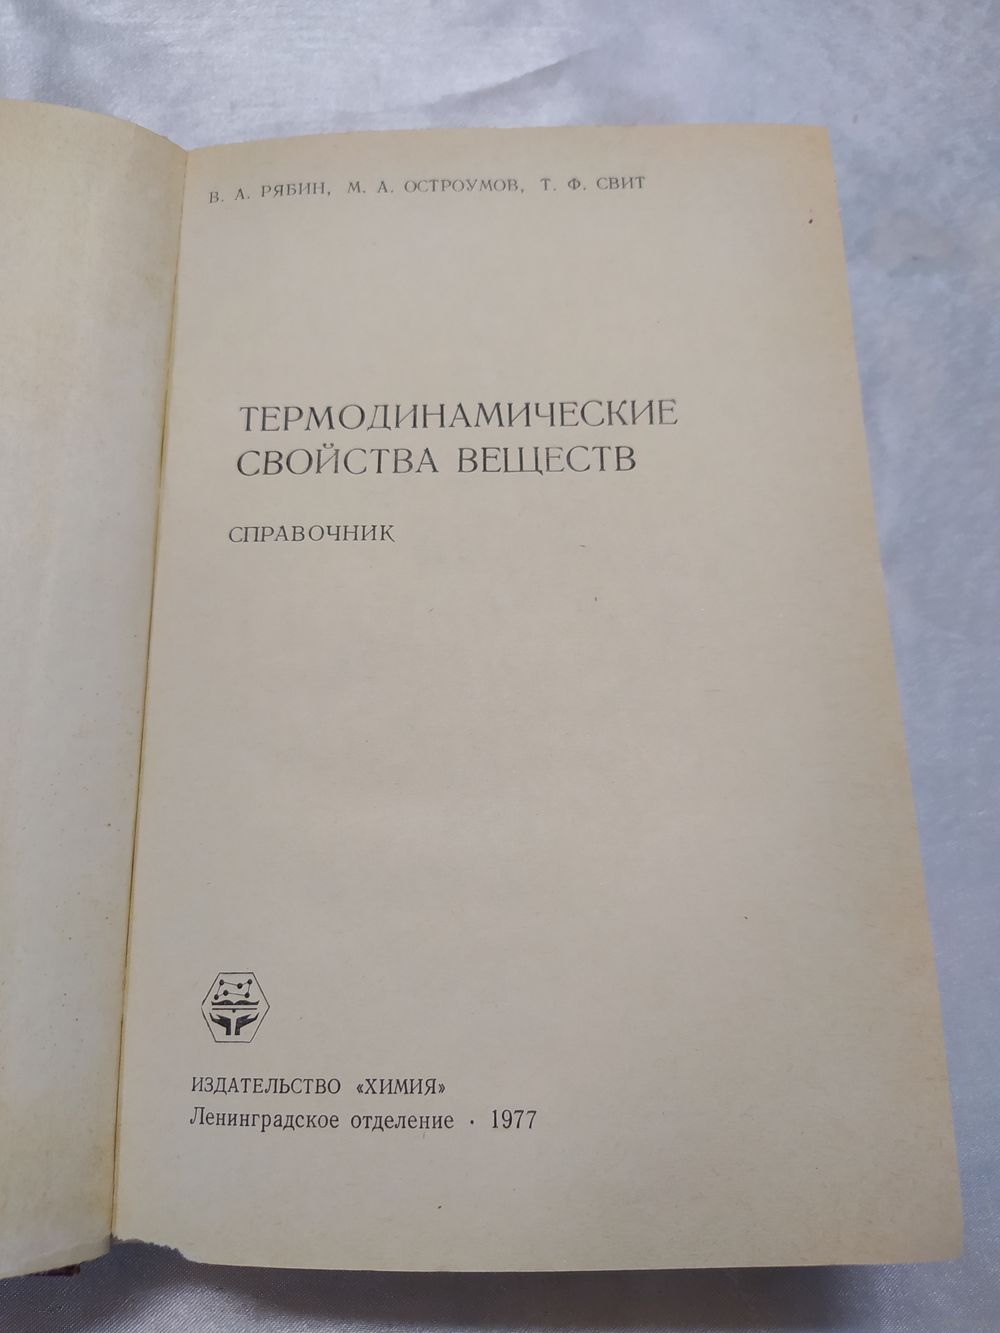 В. А. РЯБИН, М. А. ОСТРОУМОВ, Т. Ф. СВИТ
ТЕРМОДИНАМИЧЕСКИЕ
СВОЙСТВА ВЕЩЕСТВ
СПРАВОЧНИК
ИЗДАТЕЛЬСТВО «ХИМИЯ»
Ленинградское отделение · 1977